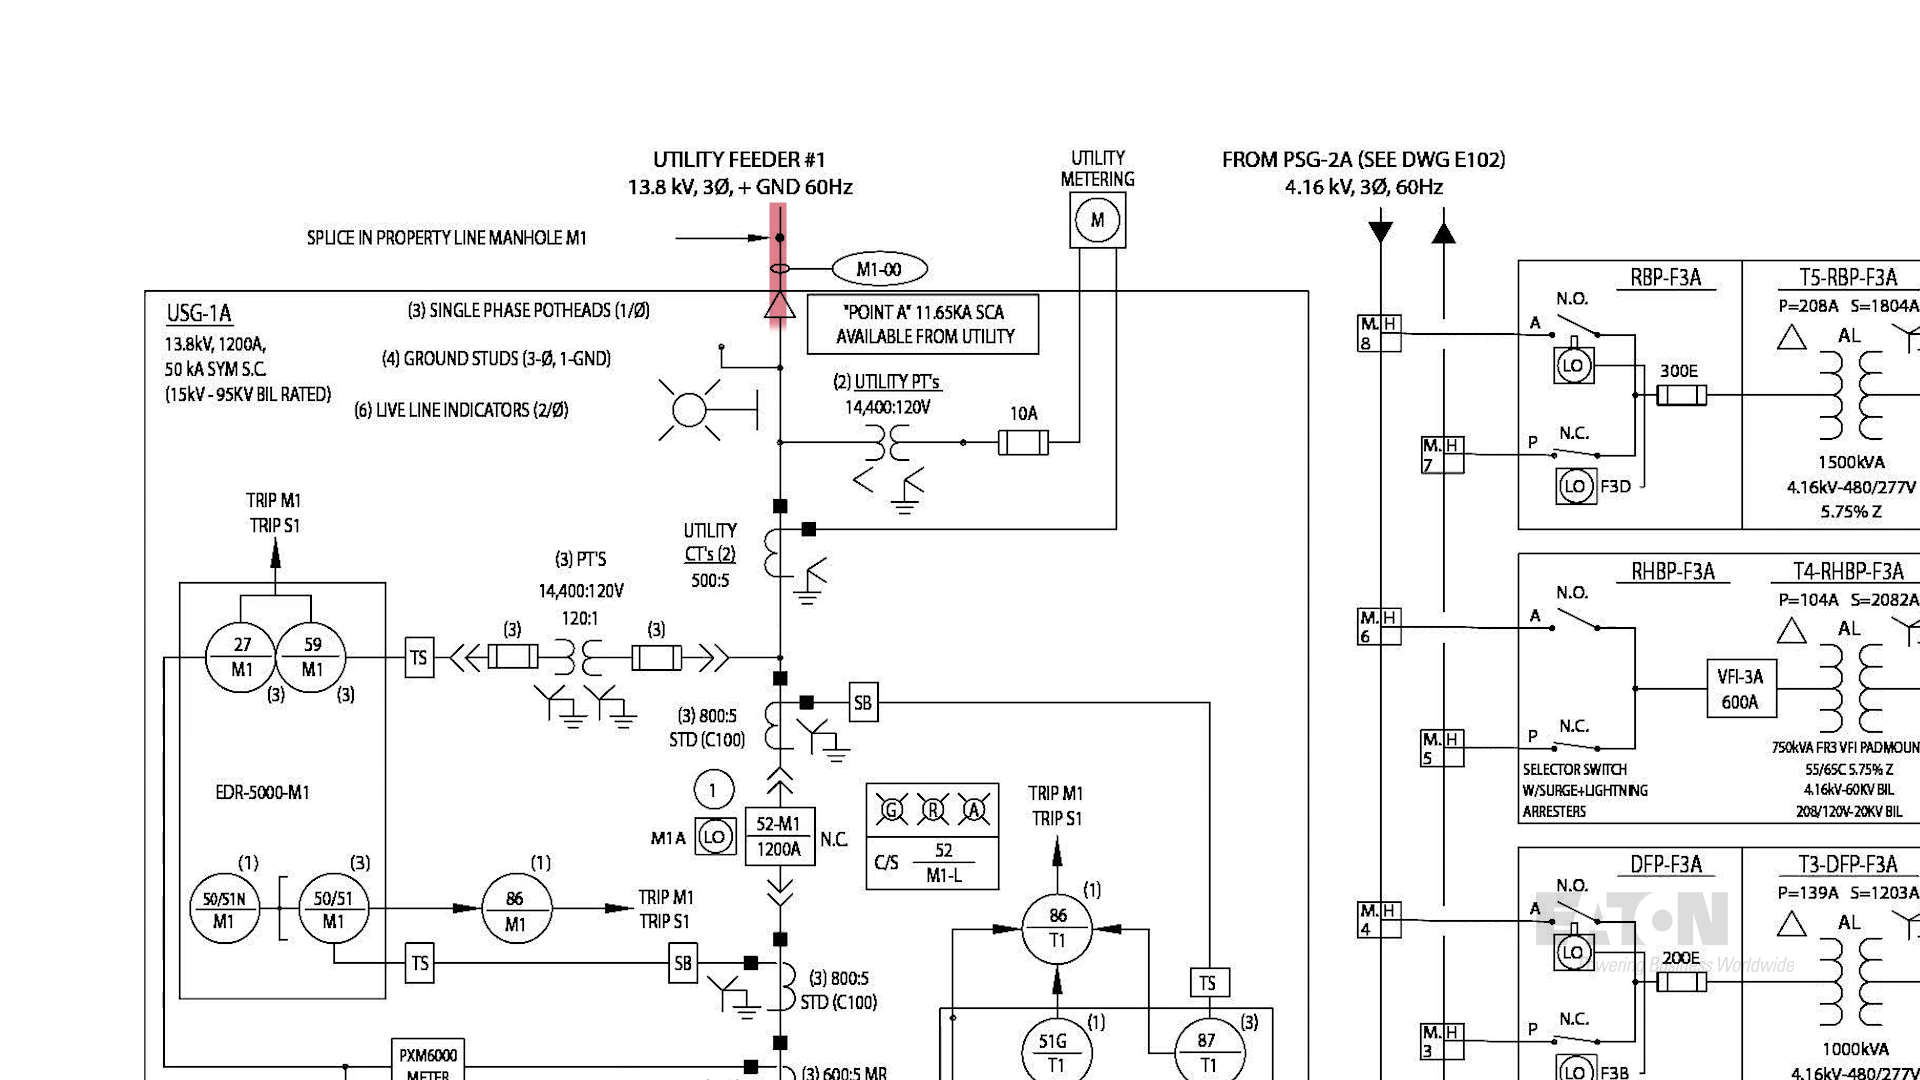 UTILITY FEEDER #1
13.8 kV, 3Ø, + GND 60Hz
UTILITY
METERING
M
FROM PSG-2A (SEE DWG E102)
4.16 kV, 3Ø, 60Hz
SPLICE IN PROPERTY LINE MANHOLE M1
M1-00
USG-1A
13.8kV, 1200A,
50 kA SYM S.C.
(15kV - 95KV BIL RATED)
(3) SINGLE PHASE POTHEADS (1/Ø)
(4) GROUND STUDS (3-Ø, 1-GND)
(6) LIVE LINE INDICATORS (2/Ø)
"POINT A" 11.65KA SCA
AVAILABLE FROM UTILITY
(2) UTILITY PT's
14,400:120V
10A
UTILITY
CT's (2)
500:5
TRIP M1
TRIP S1
(3) PT'S
14,400:120V
120:1
(3)
(3)
27
M1
(3)
59
M1
(3)
TS
(3) 800:5
STD (C100)
SB
EDR-5000-M1
1
M1A
LO
52-M1
1200A
N.C.
G
R
A
C/S
52
M1-L
TRIP M1
TRIP S1
(1)
50/51N
M1
(3)
50/51
M1
(1)
86
M1
TRIP M1
TRIP S1
(1)
86
T1
TS
SB
(3) 800:5
STD (C100)
TS
(1)
51G
T1
(3)
87
T1
PXM6000
METER
(3) 600:5 MR
M.H
8
M.H
7
M.H
6
M.H
5
M.H
4
M.H
3
RBP-F3A
N.O.
A
LO
300E
P
N.C.
LO
F3D
T5-RBP-F3A
P=208A S=1804A
AL
1500kVA
4.16kV-480/277V
5.75% Z
RHBP-F3A
N.O.
A
VFI-3A
600A
P
N.C.
SELECTOR SWITCH
W/SURGE+LIGHTNING
ARRESTERS
T4-RHBP-F3A
P=104A S=2082A
AL
750kVA FR3 VFI PADMOUN
55/65C 5.75% Z
4.16kV-60KV BIL
208/120V-20KV BIL
DFP-F3A
N.O.
A
LO
200E
P
N.C.
LO
F3B
T3-DFP-F3A
P=139A S=1203A
AL
1000kVA
4.16kV-480/277V
EATON
Powering Business Worldwide